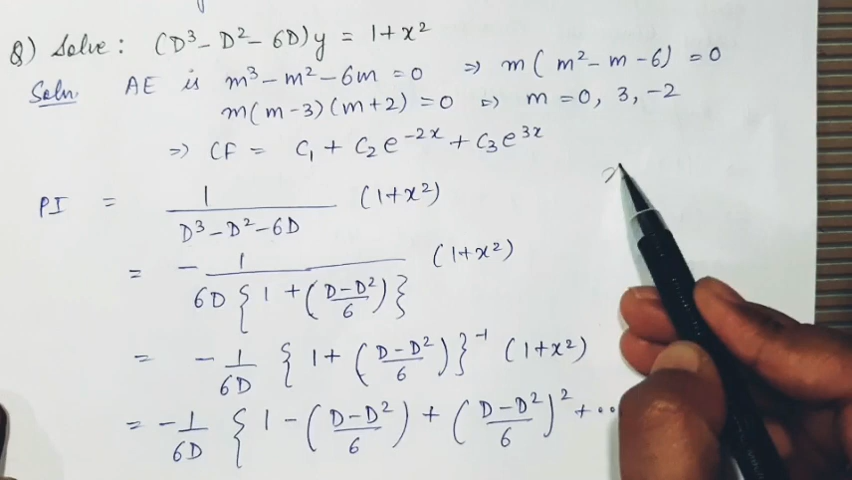 Q) Solve : (D³ – D² – 6D)y = 1+x²
Soln. AE is m³ – m² – 6m = 0 ⇒ m ( m² – m – 6) = 0
m(m–3)(m+2) = 0 ⇒ m = 0, 3, –2
⇒ CF = C₁ + C₂e⁻²ˣ + C₃e³ˣ
PI = 1/(D³ – D² – 6D) (1+x²)
= – 1/(6D { 1 + ((D–D²)/6) }) (1+x²)
= – 1/6D { 1 + ((D–D²)/6) }⁻¹ (1+x²)
= – 1/6D { 1 – ((D–D²)/6) + ((D–D²)/6)² + ...